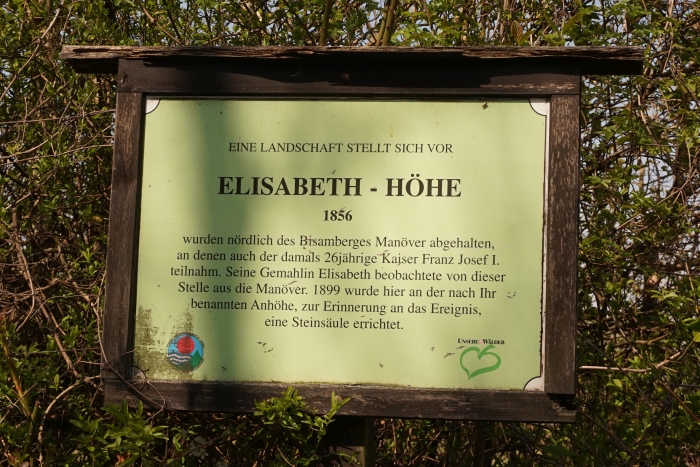 EINE LANDSCHAFT STELLT SICH VOR
ELISABETH - HÖHE
1856
wurden nördlich des Bisamberges Manöver abgehalten,
an denen auch der damals 26jährige Kaiser Franz Josef I.
teilnahm. Seine Gemahlin Elisabeth beobachtete von dieser
Stelle aus die Manöver. 1899 wurde hier an der nach Ihr
benannten Anhöhe, zur Erinnerung an das Ereignis,
eine Steinsäule errichtet.
UNSERE WÄLDER